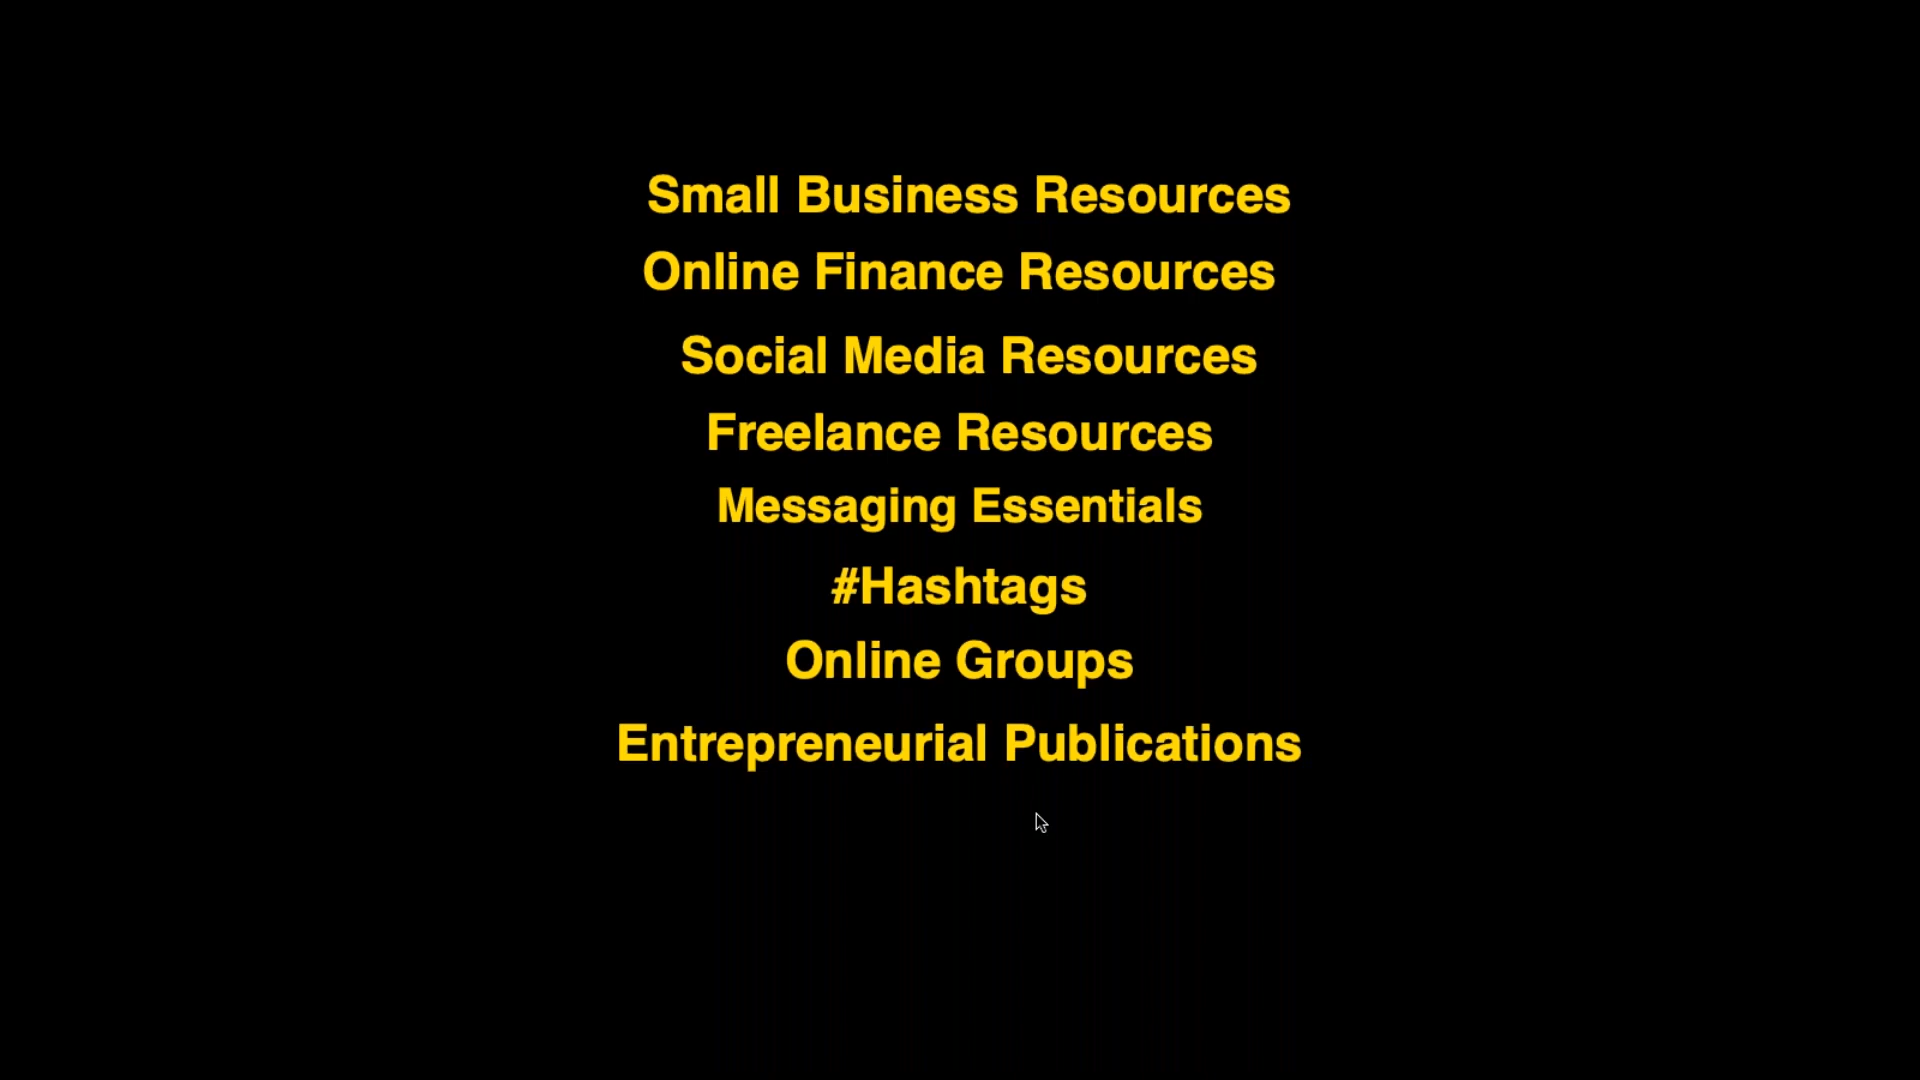 Small Business Resources
Online Finance Resources
Social Media Resources
Freelance Resources
Messaging Essentials
#Hashtags
Online Groups
Entrepreneurial Publications